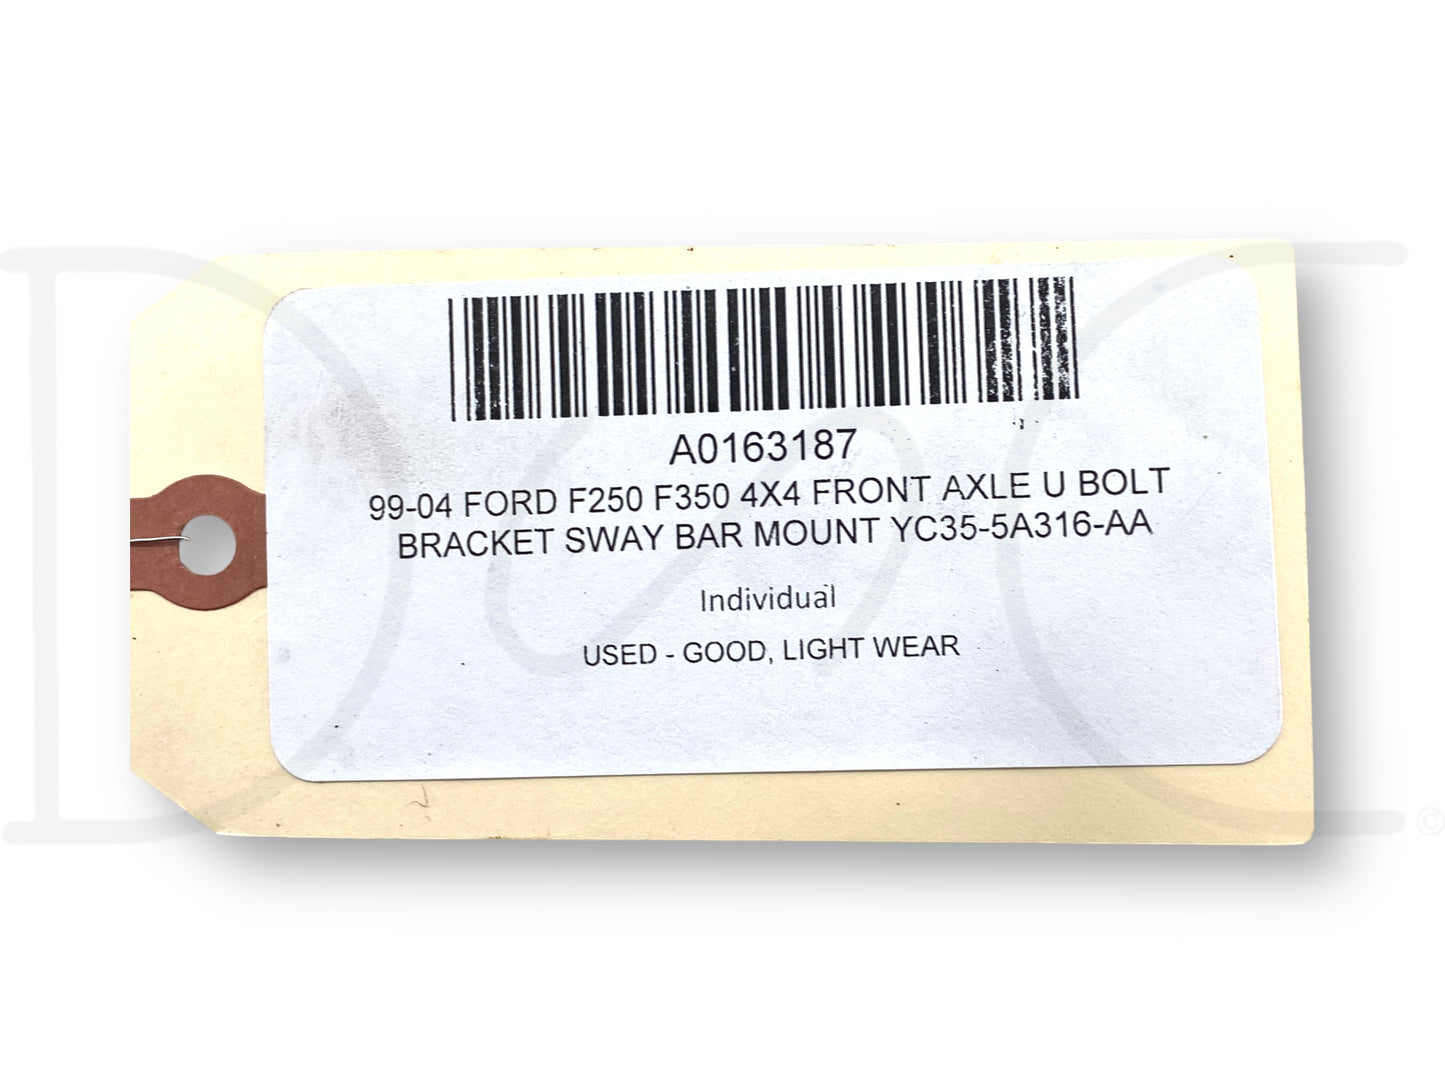 A0163187
99-04 FORD F250 F350 4X4 FRONT AXLE U BOLT
BRACKET SWAY BAR MOUNT YC35-5A316-AA
Individual
USED - GOOD, LIGHT WEAR
©